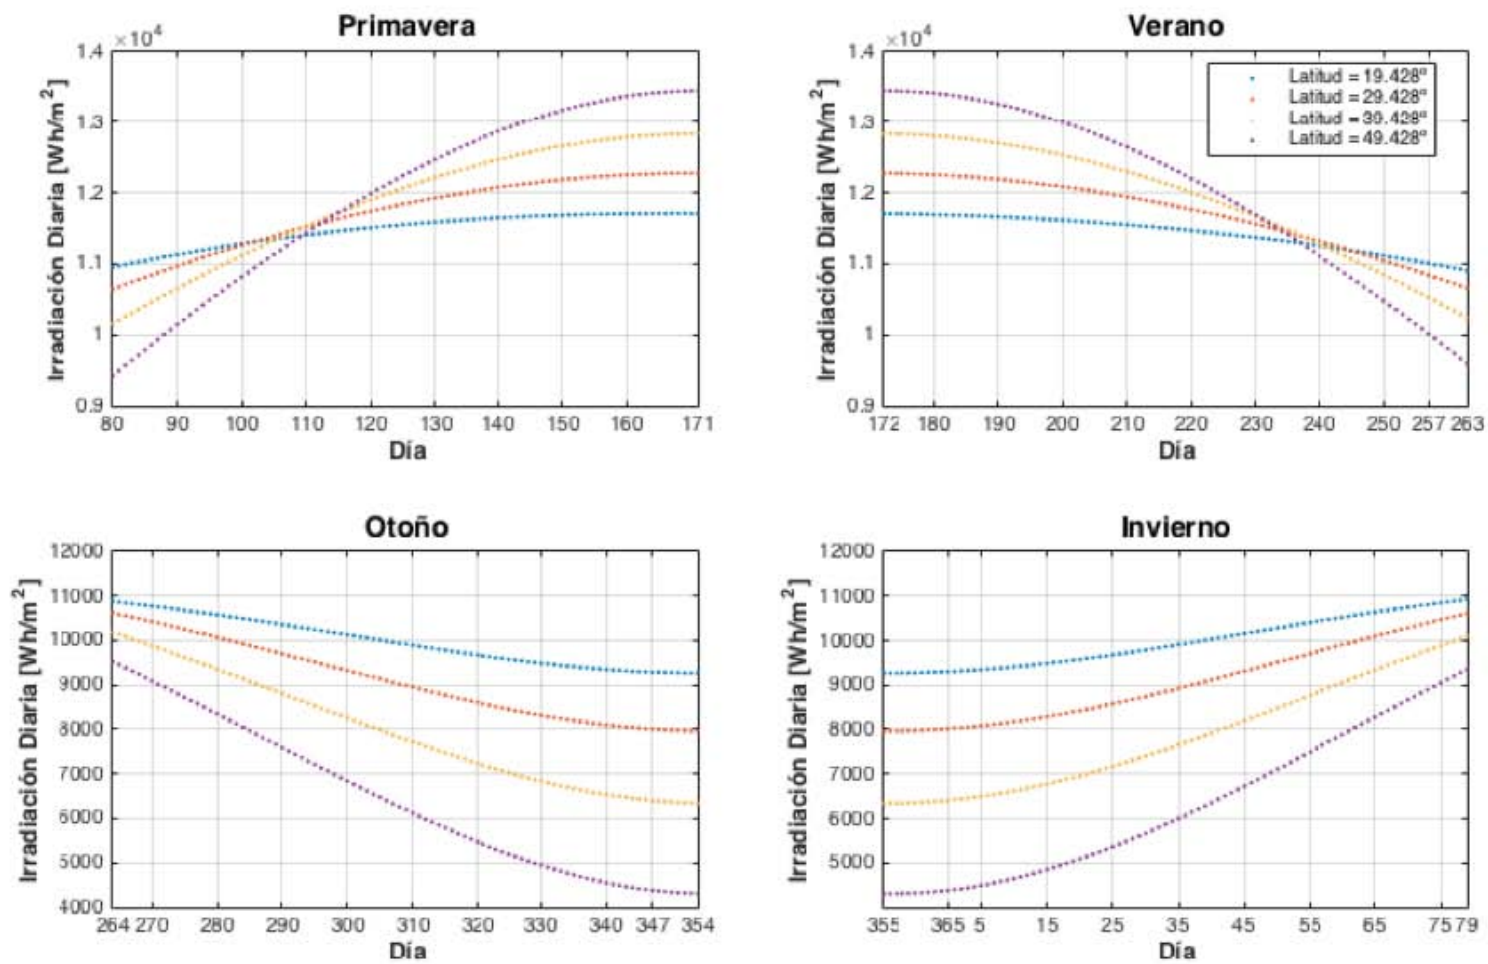 Primavera
×10⁴
1.4
1.3
1.2
1.1
1
0.9
Irradiación Diaria [Wh/m²]
80 90 100 110 120 130 140 150 160 171
Día
Verano
×10⁴
1.4
1.3
1.2
1.1
1
0.9
Irradiación Diaria [Wh/m²]
Latitud = 19.428º
Latitud = 29.428º
Latitud = 39.428º
Latitud = 49.428º
172 180 190 200 210 220 230 240 250 257 263
Día
Otoño
12000
11000
10000
9000
8000
7000
6000
5000
4000
Irradiación Diaria [Wh/m²]
264 270 280 290 300 310 320 330 340 347 354
Día
Invierno
12000
11000
10000
9000
8000
7000
6000
5000
Irradiación Diaria [Wh/m²]
355 365 5 15 25 35 45 55 65 75 79
Día